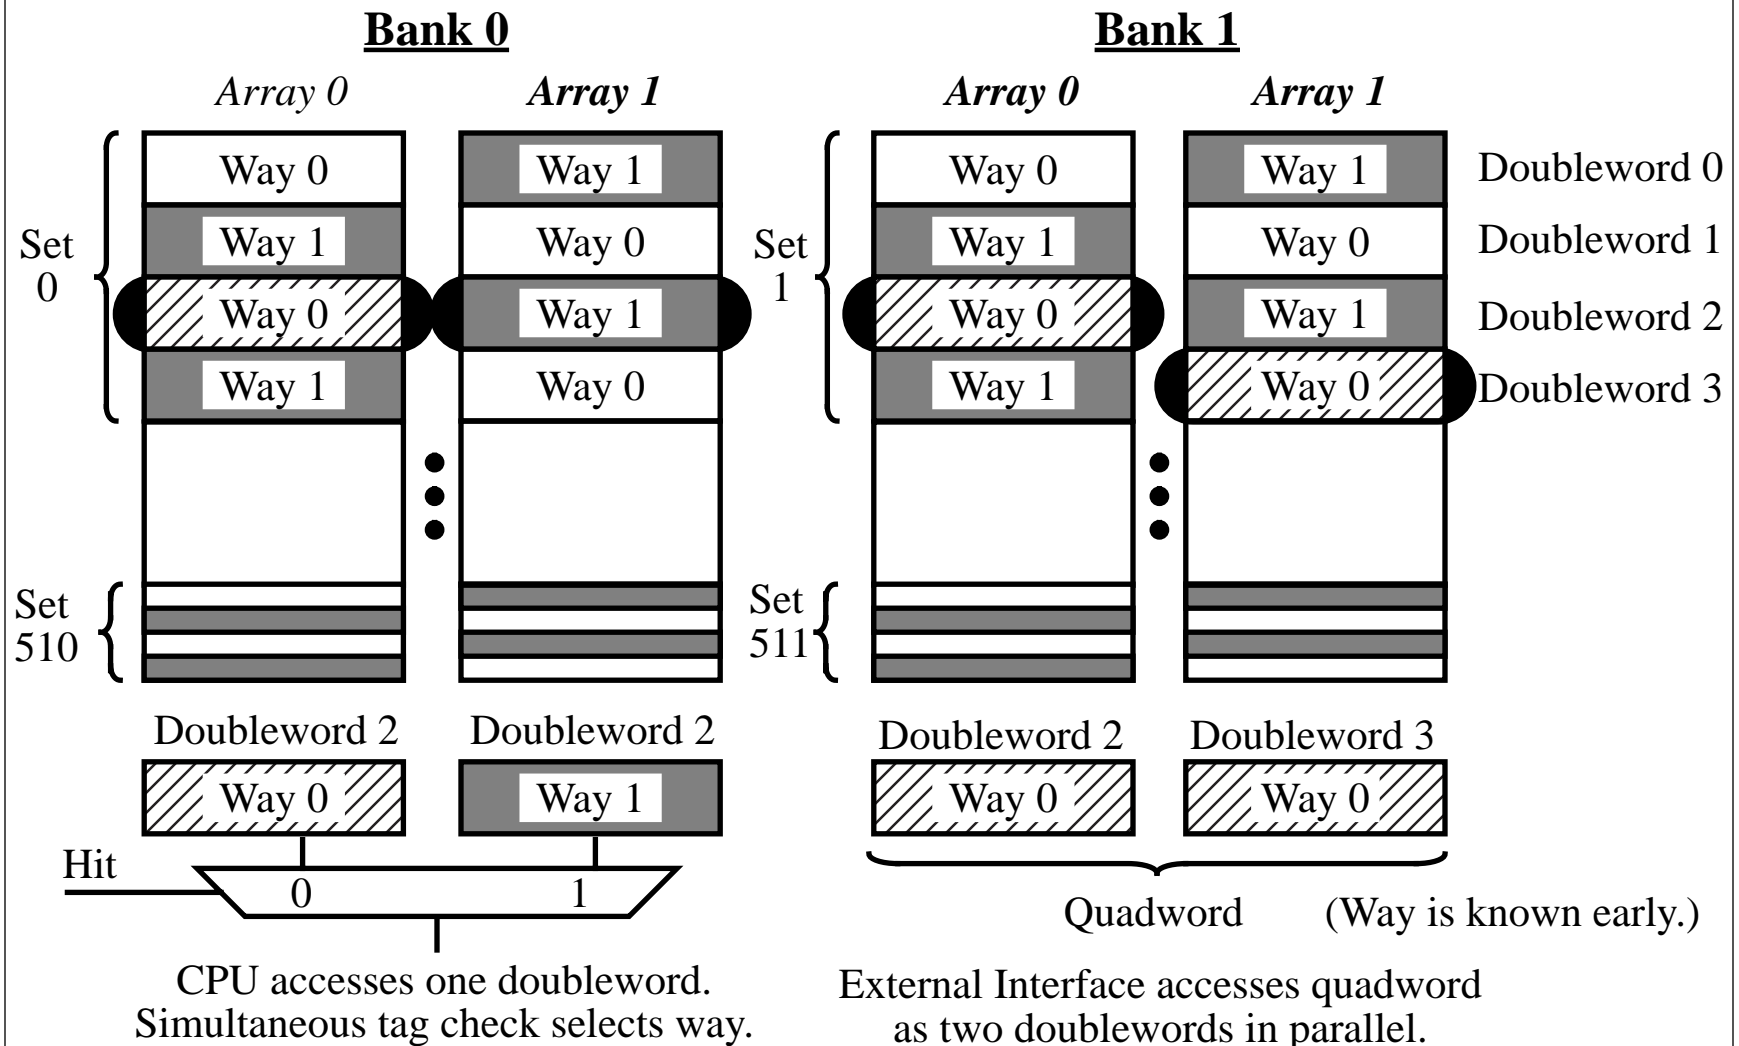 Bank 0 Bank 1
Array 0 Array 1 Array 0 Array 1
Way 0 Way 1 Way 0 Way 1 Doubleword 0
Set 0 Way 1 Way 0 Set 1 Way 1 Way 0 Doubleword 1
Way 0 Way 1 Way 0 Way 1 Doubleword 2
Way 1 Way 0 Way 1 Way 0 Doubleword 3
Set 510 Set 511
Doubleword 2 Doubleword 2 Doubleword 2 Doubleword 3
Way 0 Way 1 Way 0 Way 0
Hit
0 1
Quadword (Way is known early.)
CPU accesses one doubleword.
Simultaneous tag check selects way.
External Interface accesses quadword
as two doublewords in parallel.